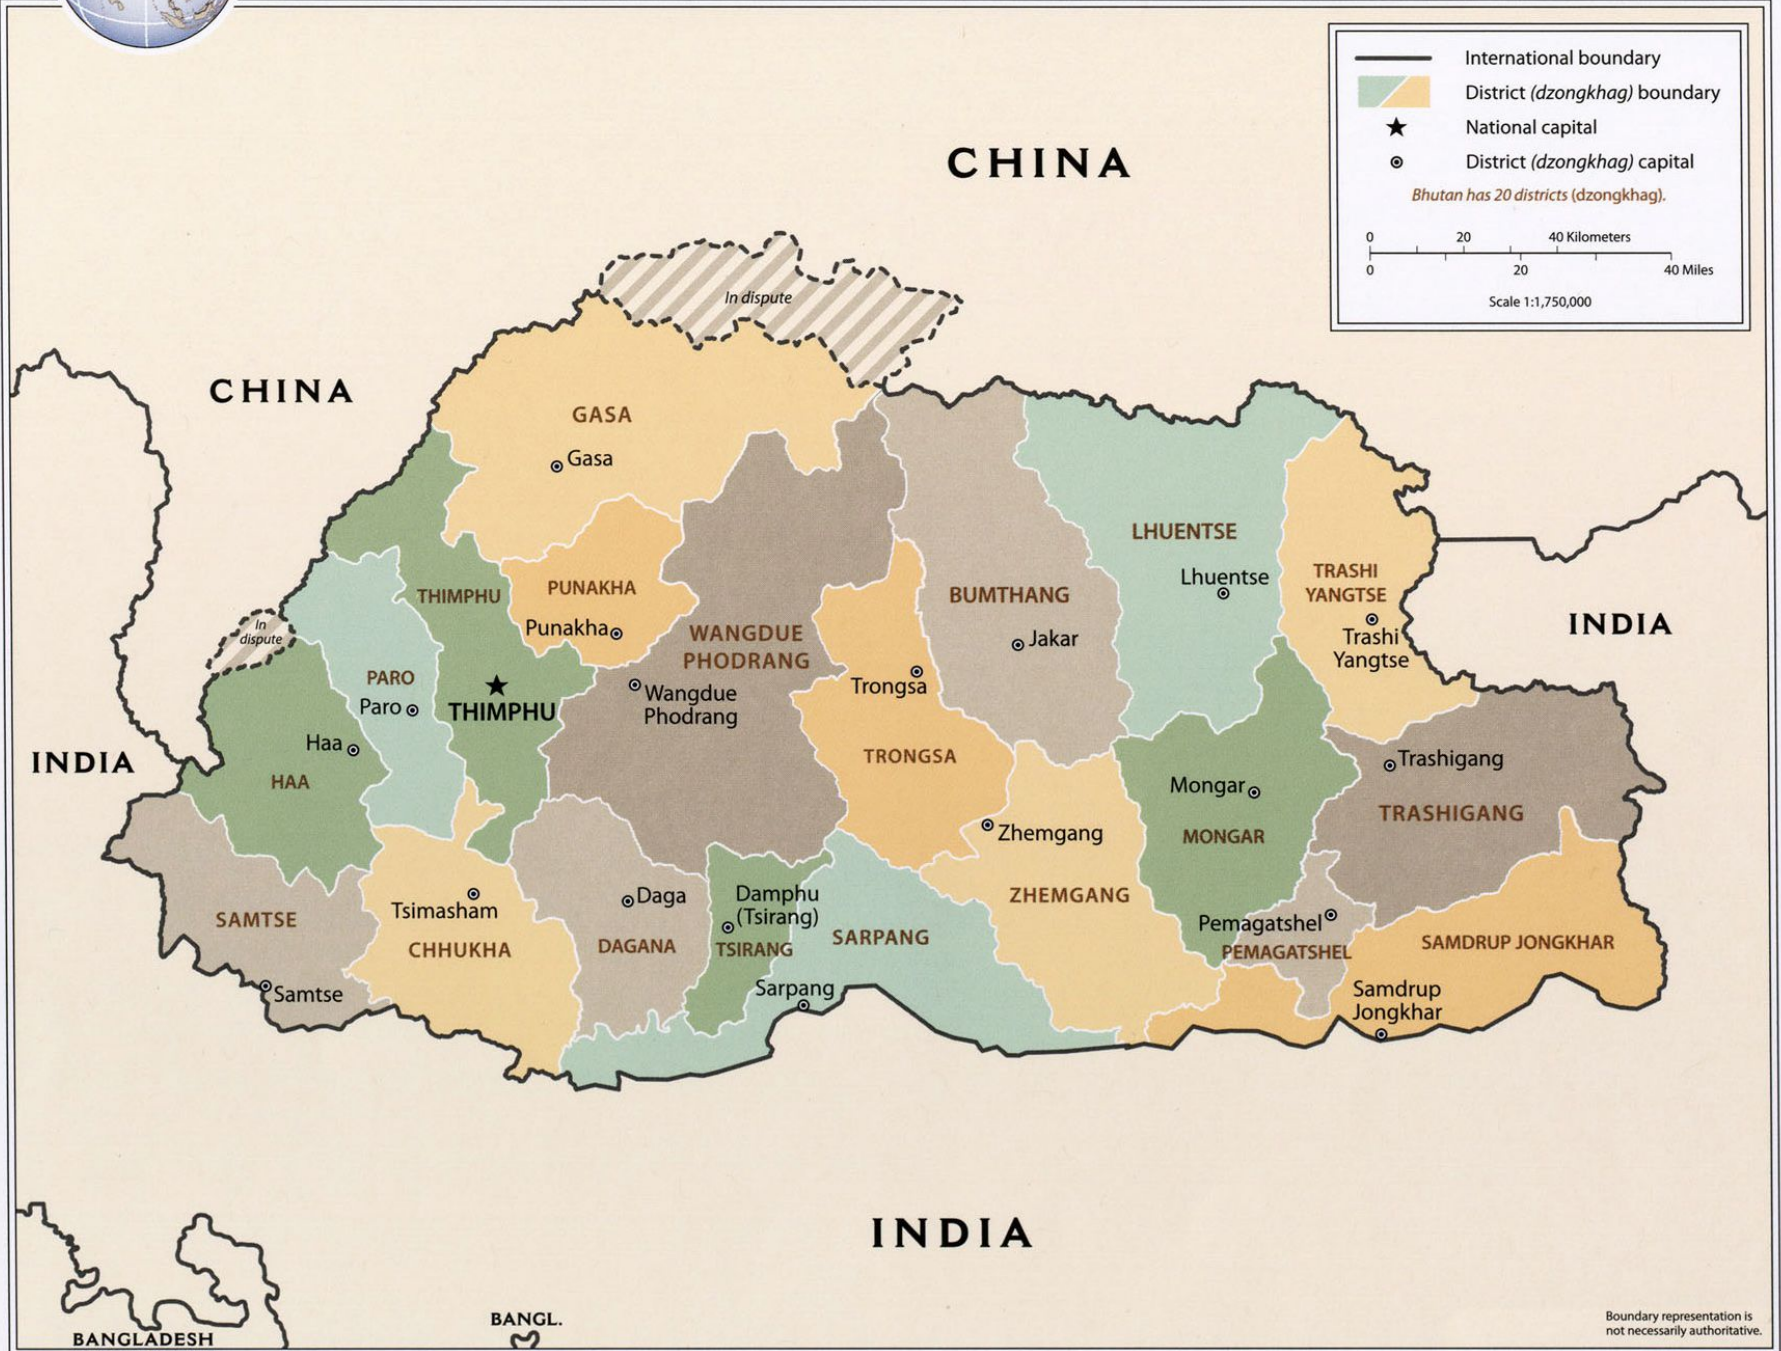 International boundary
District (dzongkhag) boundary
National capital
District (dzongkhag) capital
Bhutan has 20 districts (dzongkhag).
0 20 40 Kilometers
0 20 40 Miles
Scale 1:1,750,000
CHINA
In dispute
CHINA
GASA
Gasa
LHUENTSE
Lhuentse
TRASHI
YANGTSE
Trashi
Yangtse
INDIA
THIMPHU
PUNAKHA
Punakha
BUMTHANG
Jakar
In
dispute
WANGDUE
PHODRANG
Wangdue
Phodrang
PARO
Paro
THIMPHU
Trongsa
TRONGSA
INDIA
Haa
HAA
Trashigang
TRASHIGANG
Mongar
MONGAR
Zhemgang
ZHEMGANG
Tsimasham
CHHUKHA
Daga
DAGANA
Damphu
(Tsirang)
TSIRANG
SARPANG
Sarpang
SAMTSE
Samtse
Pemagatshel
PEMAGATSHEL
SAMDRUP JONGKHAR
Samdrup
Jongkhar
INDIA
BANGLADESH
BANGL.
Boundary representation is
not necessarily authoritative.